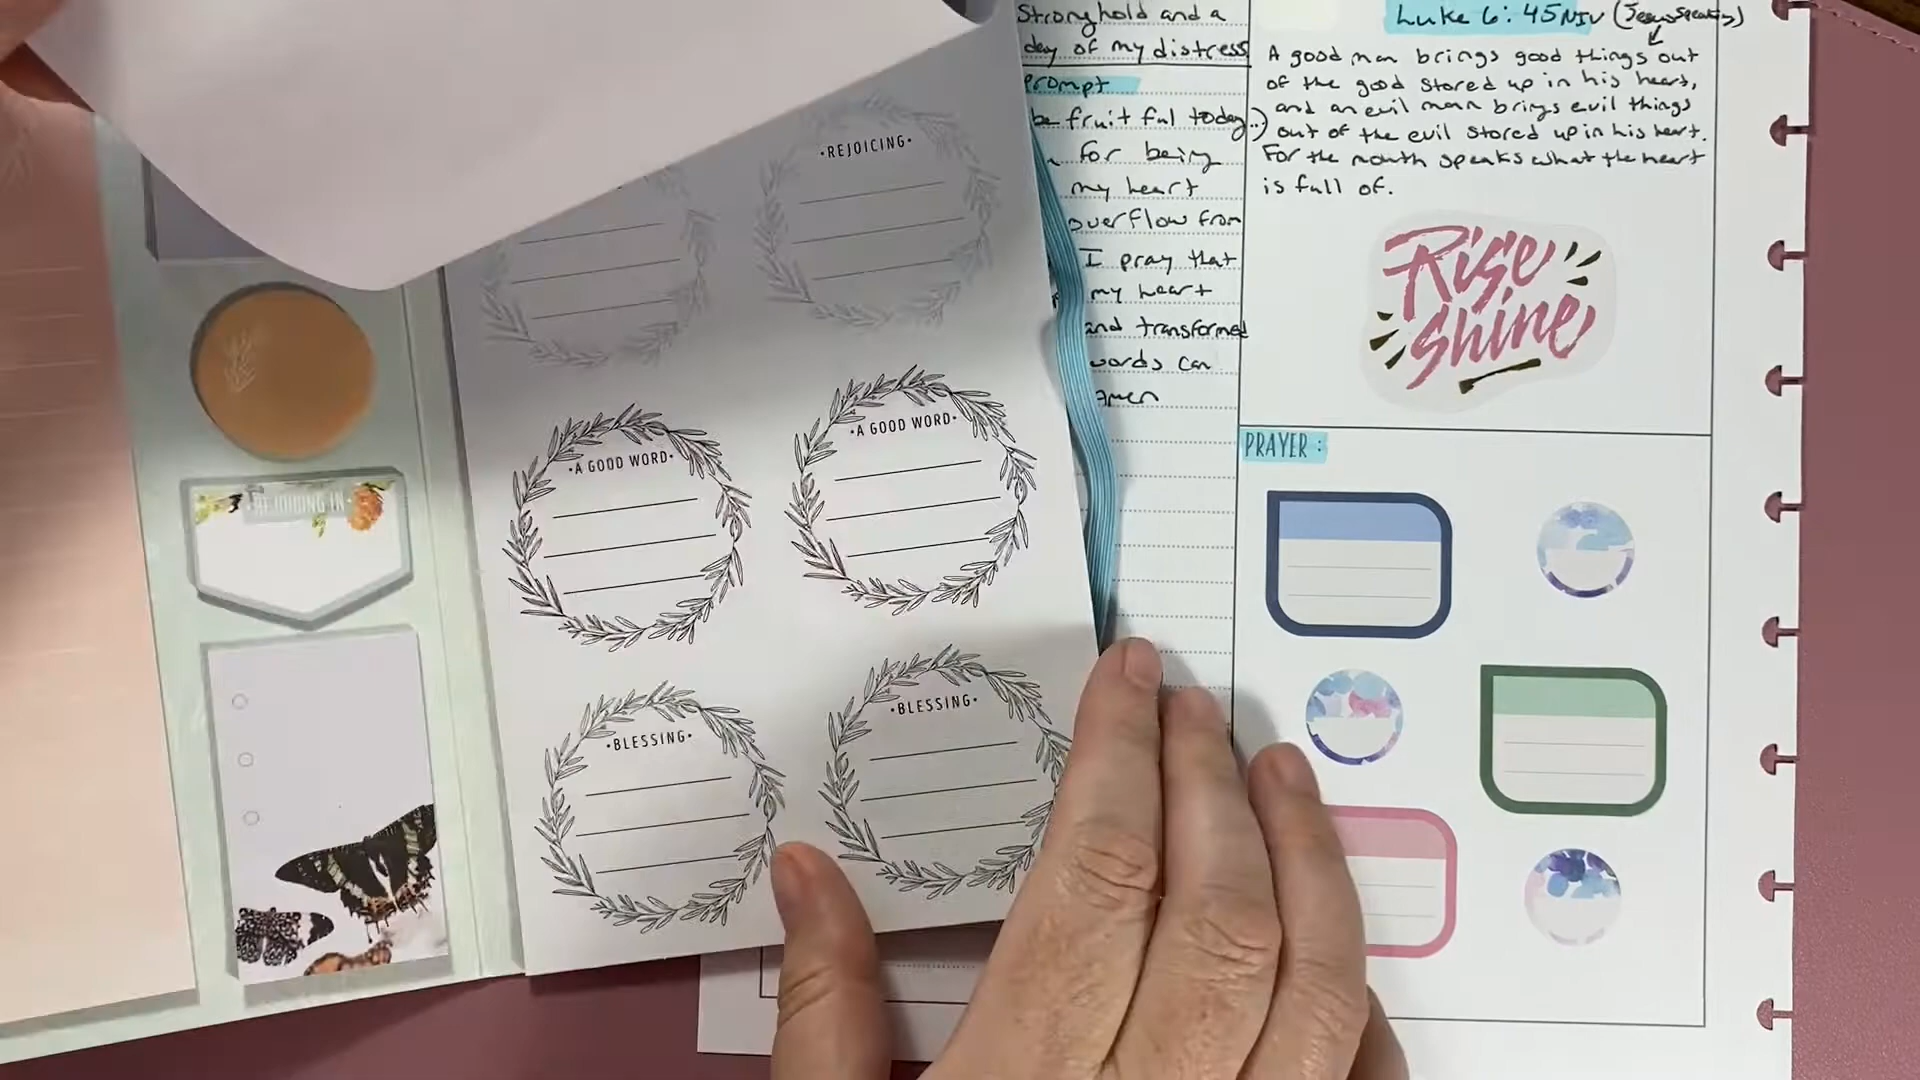 Stronghold and a
day of my distress
prompt
be fruitful today...)
for being
my heart
overflow from
I pray that
my heart
and transformed
words can
Amen
Luke 6:45 NIV (Jesus speaking)
A good man brings good things out
of the good stored up in his heart,
and an evil man brings evil things
out of the evil stored up in his heart.
For the mouth speaks what the heart
is full of.
Rise
Shine
PRAYER:
•REJOICING•
•A GOOD WORD•
•A GOOD WORD•
•BLESSING•
•BLESSING•
•REJOICING IN•